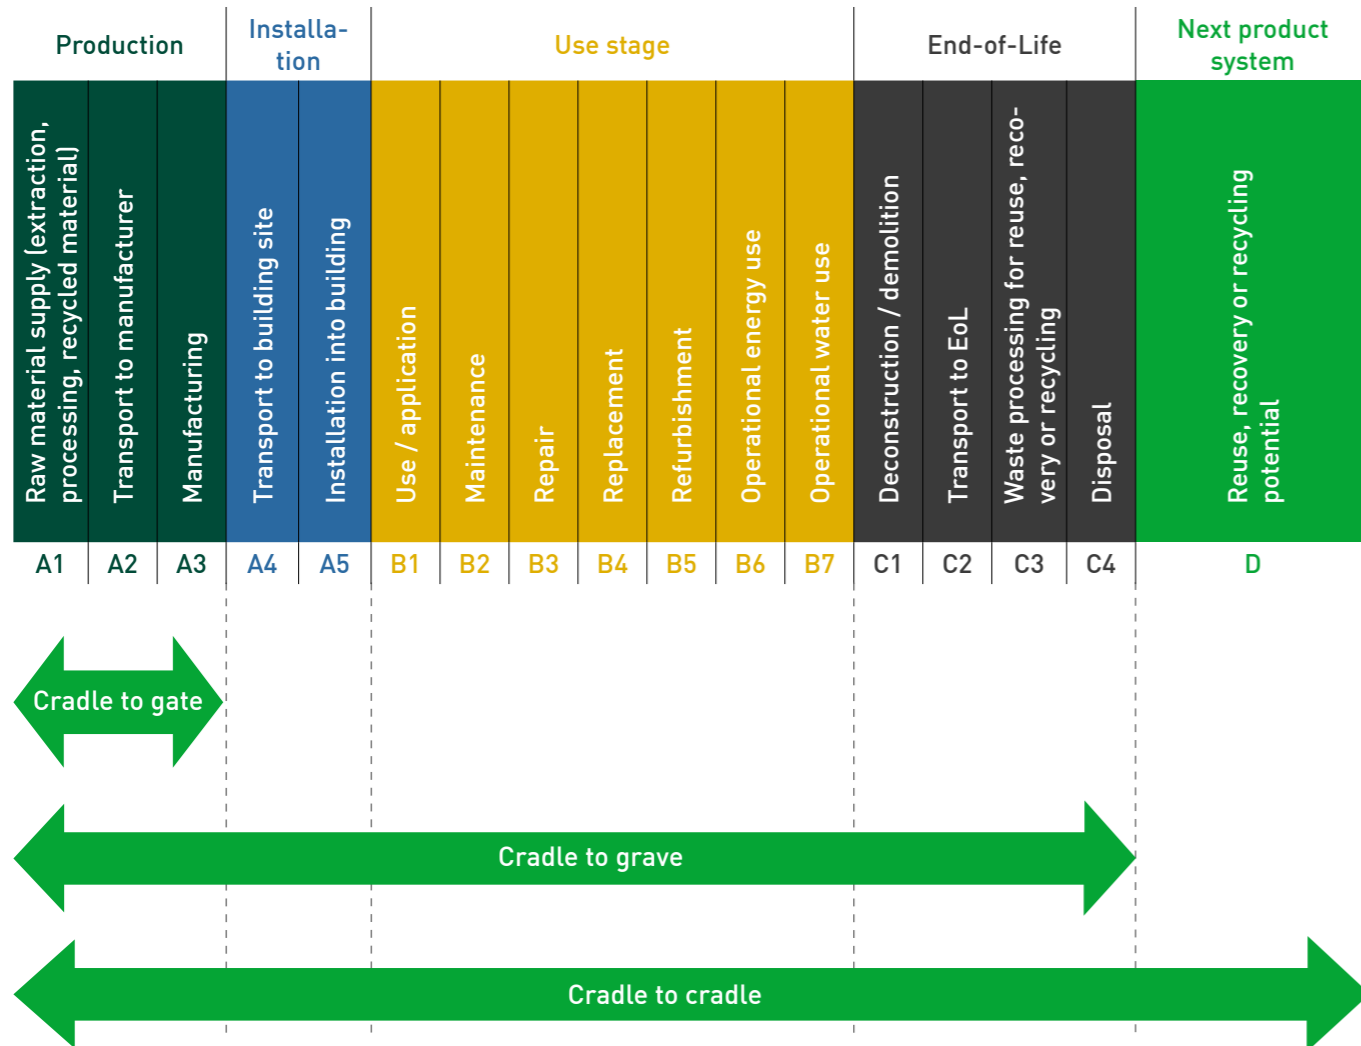 Production
Installa-
tion
Use stage
End-of-Life
Next product
system
Raw material supply (extraction,
processing, recycled material)
Transport to manufacturer
Manufacturing
Transport to building site
Installation into building
Use / application
Maintenance
Repair
Replacement
Refurbishment
Operational energy use
Operational water use
Deconstruction / demolition
Transport to EoL
Waste processing for reuse, reco-
very or recycling
Disposal
Reuse, recovery or recycling
potential
A1 A2 A3 A4 A5 B1 B2 B3 B4 B5 B6 B7 C1 C2 C3 C4 D
Cradle to gate
Cradle to grave
Cradle to cradle